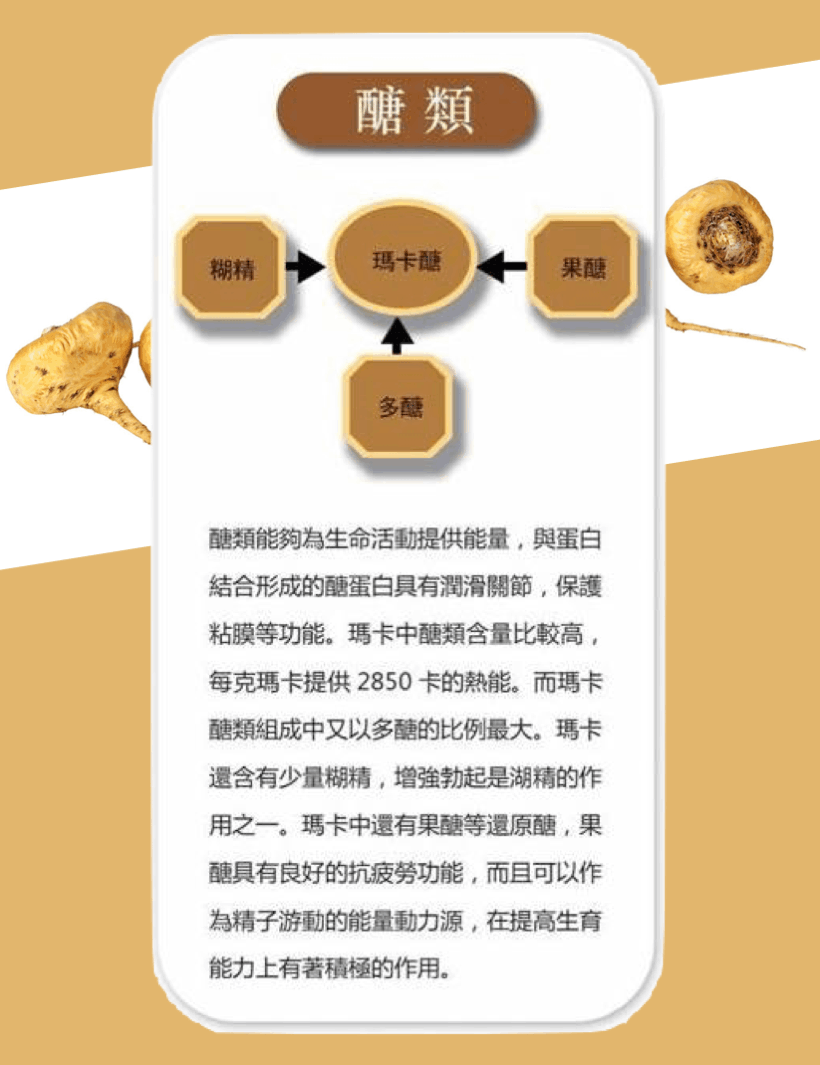 醣類
糊精
瑪卡醣
果醣
多醣
醣類能夠為生命活動提供能量，與蛋白
結合形成的醣蛋白具有潤滑關節，保護
粘膜等功能。瑪卡中醣類含量比較高，
每克瑪卡提供 2850 卡的熱能。而瑪卡
醣類組成中又以多醣的比例最大。瑪卡
還含有少量糊精，增強勃起是湖精的作
用之一。瑪卡中還有果醣等還原醣，果
醣具有良好的抗疲勞功能，而且可以作
為精子游動的能量動力源，在提高生育
能力上有著積極的作用。